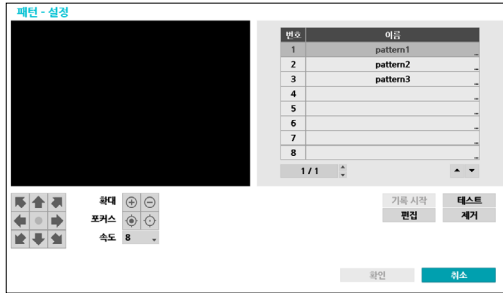 패턴 - 설정
번호 이름
1 pattern1
2 pattern2
3 pattern3
4
5
6
7
8
1 / 1
확대
포커스
속도 8
기록 시작 테스트
편집 제거
확인 취소